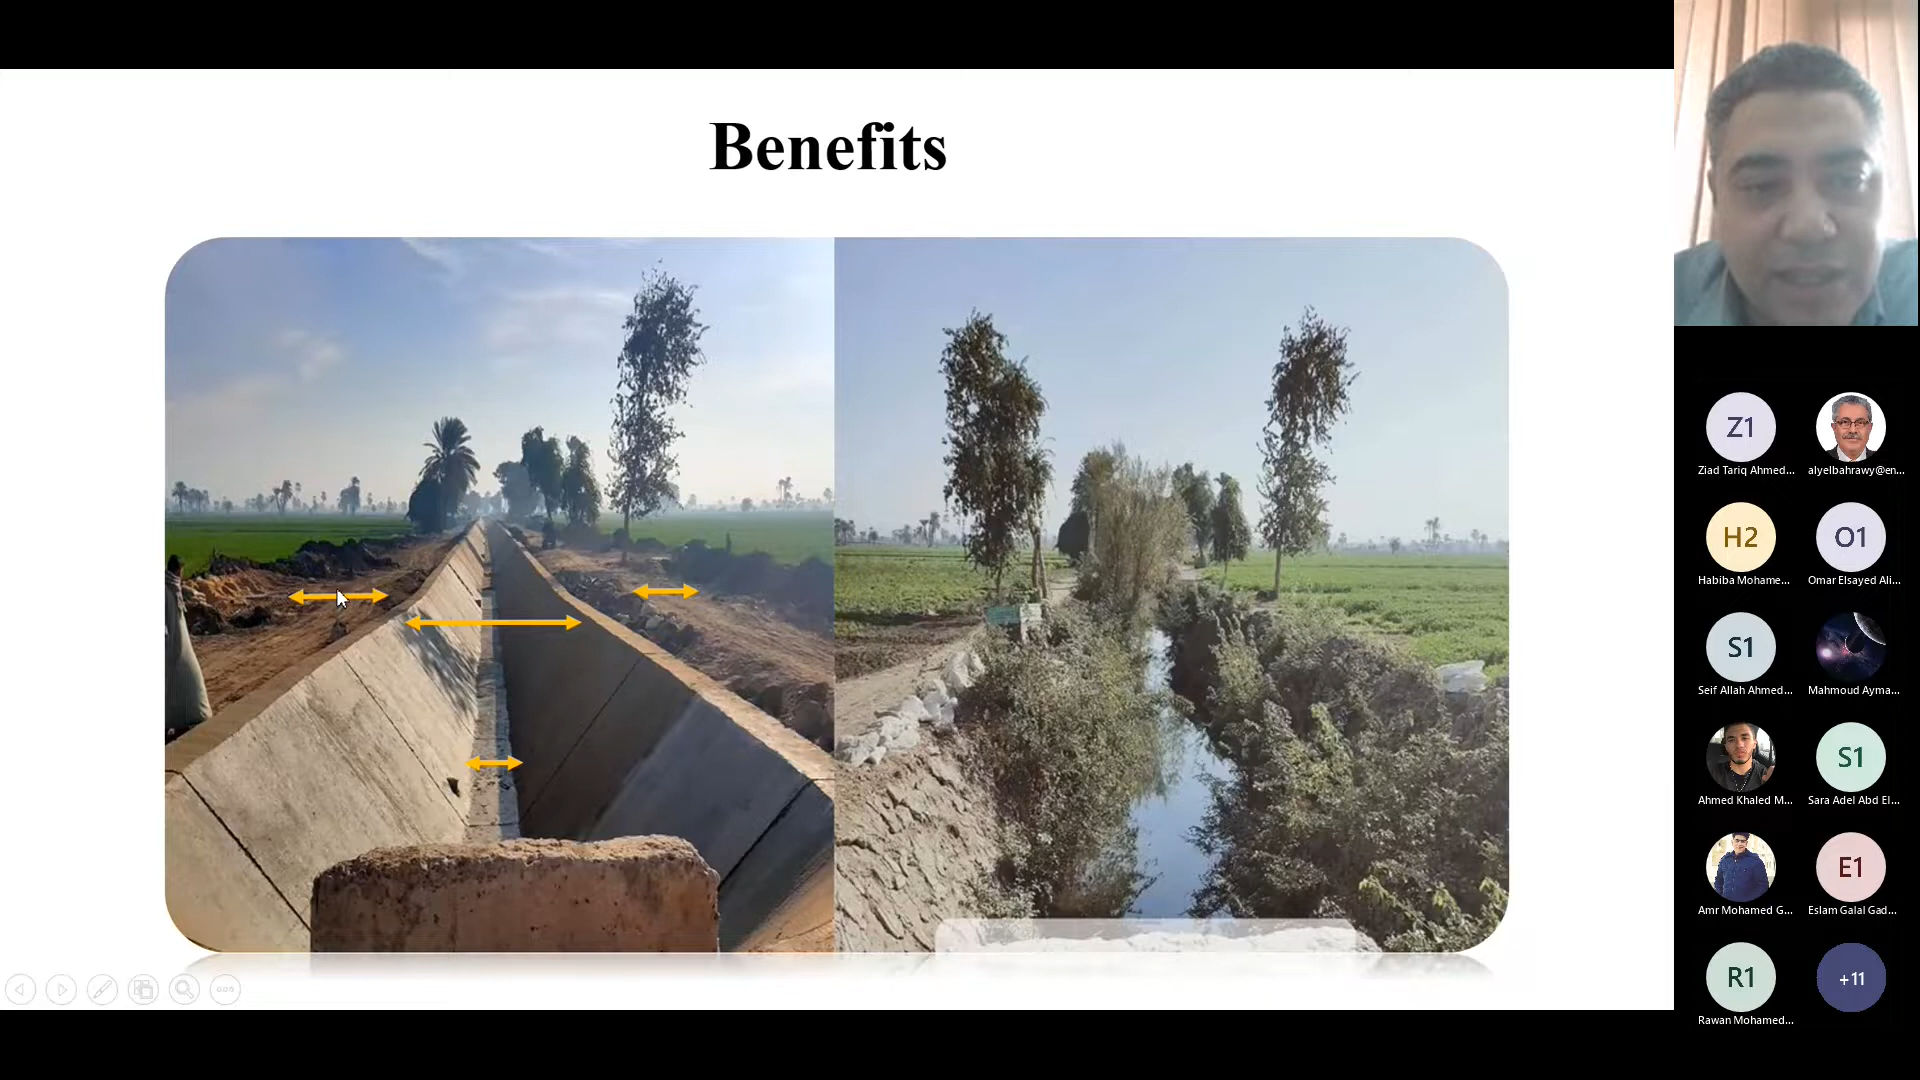 Benefits
Z1
Ziad Tariq Ahmed...
alyelbahrawy@en...
H2
Habiba Mohame...
O1
Omar Elsayed Ali...
S1
Seif Allah Ahmed...
Mahmoud Ayma...
Ahmed Khaled M...
S1
Sara Adel Abd El...
Amr Mohamed G...
E1
Eslam Galal Gad...
R1
Rawan Mohamed...
+11